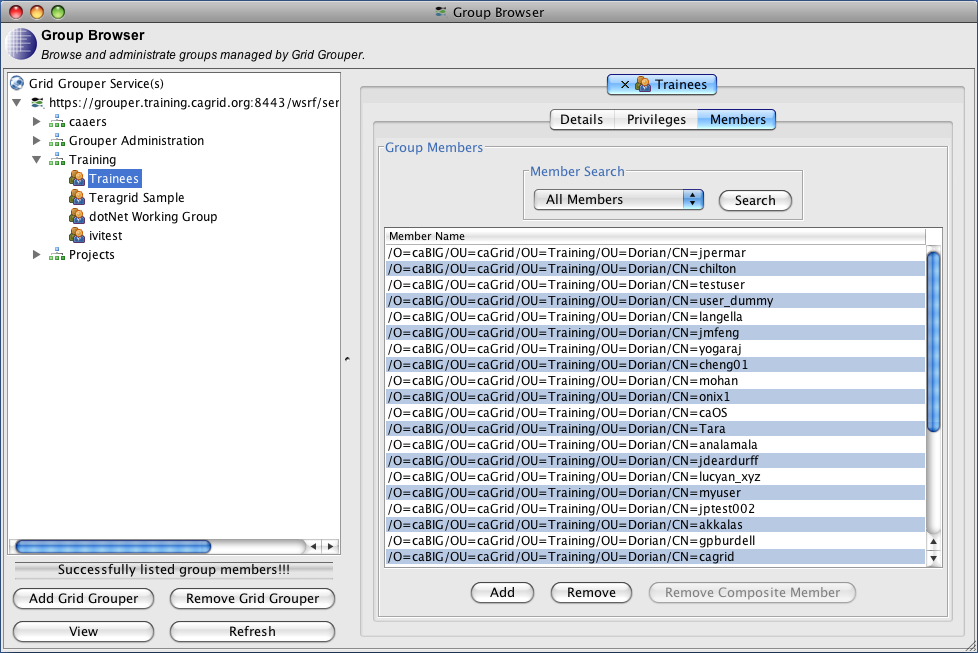 Group Browser
Group Browser
Browse and administrate groups managed by Grid Grouper.
Grid Grouper Service(s)
https://grouper.training.cagrid.org:8443/wsrf/ser
caaers
Grouper Administration
Training
Trainees
Teragrid Sample
dotNet Working Group
ivitest
Projects
Successfully listed group members!!!
Add Grid Grouper
Remove Grid Grouper
View
Refresh
Trainees
Details Privileges Members
Group Members
Member Search
All Members
Search
Member Name
/O=caBIG/OU=caGrid/OU=Training/OU=Dorian/CN=jpermar
/O=caBIG/OU=caGrid/OU=Training/OU=Dorian/CN=chilton
/O=caBIG/OU=caGrid/OU=Training/OU=Dorian/CN=testuser
/O=caBIG/OU=caGrid/OU=Training/OU=Dorian/CN=user_dummy
/O=caBIG/OU=caGrid/OU=Training/OU=Dorian/CN=langella
/O=caBIG/OU=caGrid/OU=Training/OU=Dorian/CN=jmfeng
/O=caBIG/OU=caGrid/OU=Training/OU=Dorian/CN=yogaraj
/O=caBIG/OU=caGrid/OU=Training/OU=Dorian/CN=cheng01
/O=caBIG/OU=caGrid/OU=Training/OU=Dorian/CN=mohan
/O=caBIG/OU=caGrid/OU=Training/OU=Dorian/CN=onix1
/O=caBIG/OU=caGrid/OU=Training/OU=Dorian/CN=caOS
/O=caBIG/OU=caGrid/OU=Training/OU=Dorian/CN=Tara
/O=caBIG/OU=caGrid/OU=Training/OU=Dorian/CN=analamala
/O=caBIG/OU=caGrid/OU=Training/OU=Dorian/CN=jdeardurff
/O=caBIG/OU=caGrid/OU=Training/OU=Dorian/CN=lucyan_xyz
/O=caBIG/OU=caGrid/OU=Training/OU=Dorian/CN=myuser
/O=caBIG/OU=caGrid/OU=Training/OU=Dorian/CN=jptest002
/O=caBIG/OU=caGrid/OU=Training/OU=Dorian/CN=akkalas
/O=caBIG/OU=caGrid/OU=Training/OU=Dorian/CN=gpburdell
/O=caBIG/OU=caGrid/OU=Training/OU=Dorian/CN=cagrid
Add
Remove
Remove Composite Member